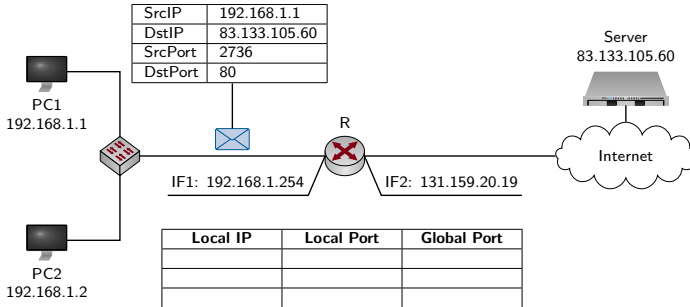 SrcIP 192.168.1.1
DstIP 83.133.105.60
SrcPort 2736
DstPort 80
Server
83.133.105.60
PC1
192.168.1.1
R
Internet
IF1: 192.168.1.254
IF2: 131.159.20.19
PC2
192.168.1.2
Local IP Local Port Global Port